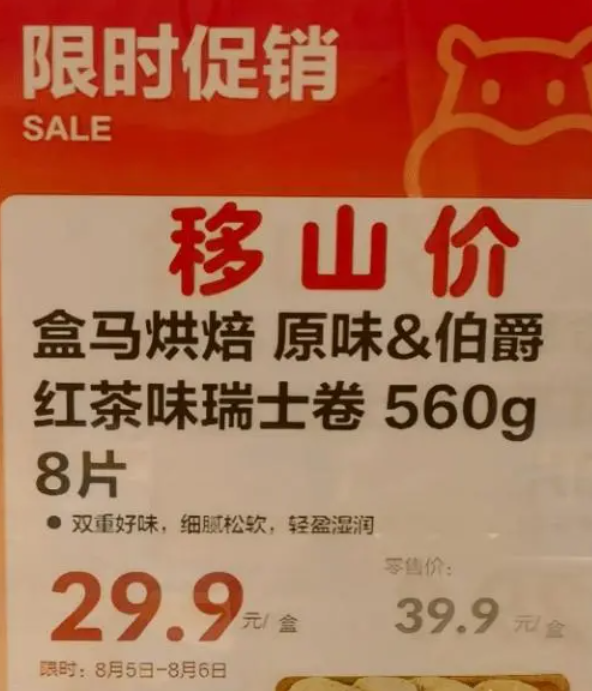 限时促销
SALE
移山价
盒马烘焙 原味&伯爵
红茶味瑞士卷 560g
8片
● 双重好味，细腻松软，轻盈湿润
零售价：
29.9元/盒 39.9元/盒
限时：8月5日-8月6日